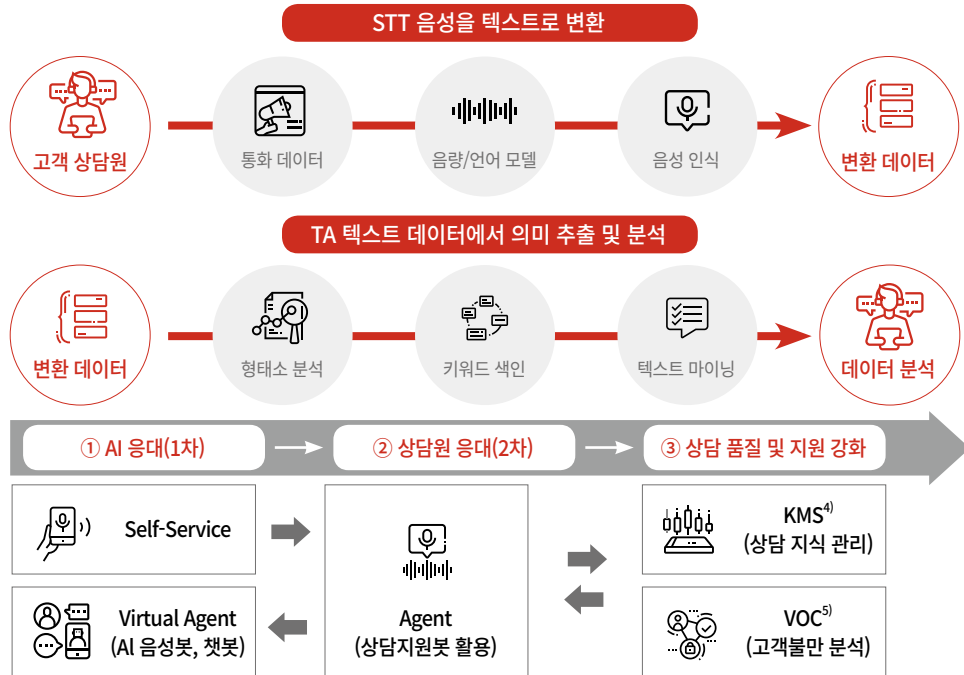 STT 음성을 텍스트로 변환
고객 상담원
통화 데이터
음량/언어 모델
음성 인식
변환 데이터
TA 텍스트 데이터에서 의미 추출 및 분석
변환 데이터
형태소 분석
키워드 색인
텍스트 마이닝
데이터 분석
① AI 응대(1차)
② 상담원 응대(2차)
③ 상담 품질 및 지원 강화
Self-Service
Virtual Agent
(AI 음성봇, 챗봇)
Agent
(상담지원봇 활용)
KMS4)
(상담 지식 관리)
VOC5)
(고객불만 분석)